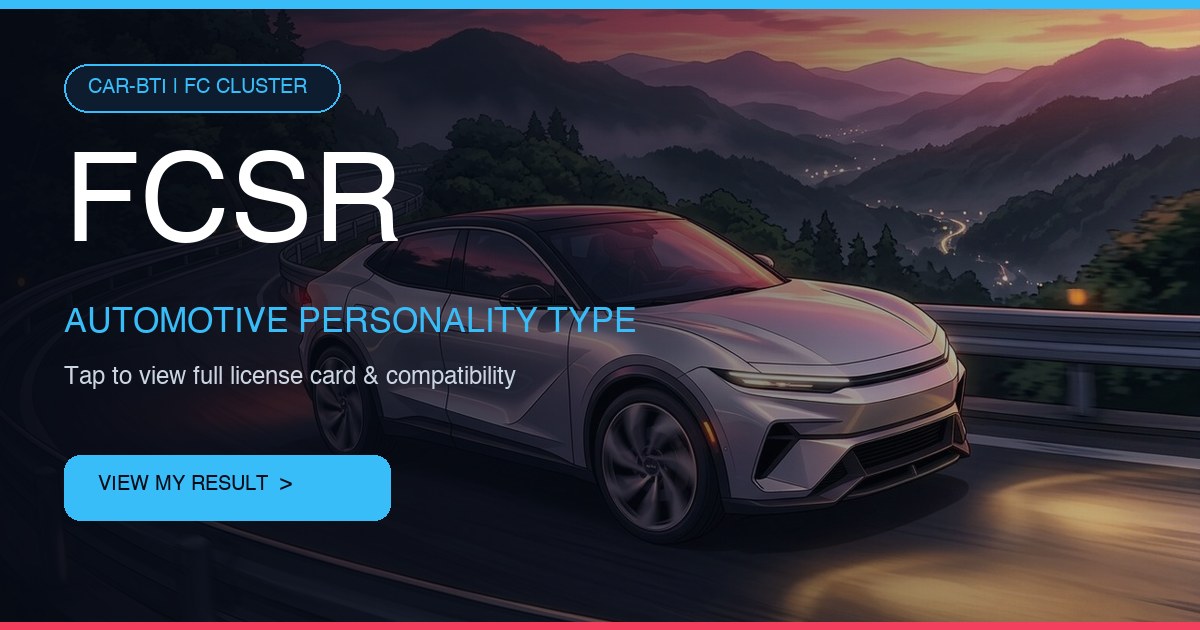 CAR-BTI | FC CLUSTER
FCSR
AUTOMOTIVE PERSONALITY TYPE
Tap to view full license card & compatibility
VIEW MY RESULT >